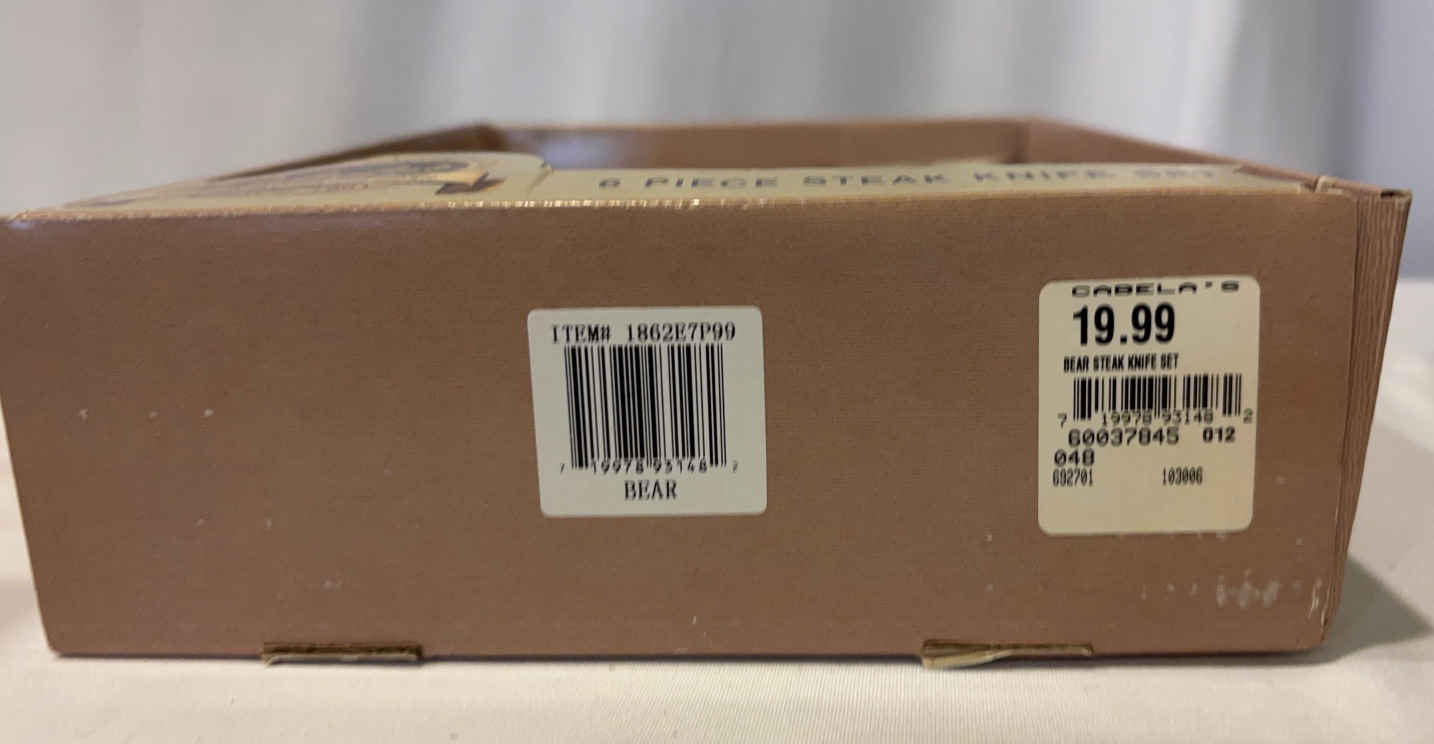 6 PIECE STEAK KNIFE SET
ITEM# 1862E7P99
7 19978 93148 2
BEAR
CABELA'S
19.99
BEAR STEAK KNIFE SET
7 19978 93148 2
60037845 012
048
692701 103006